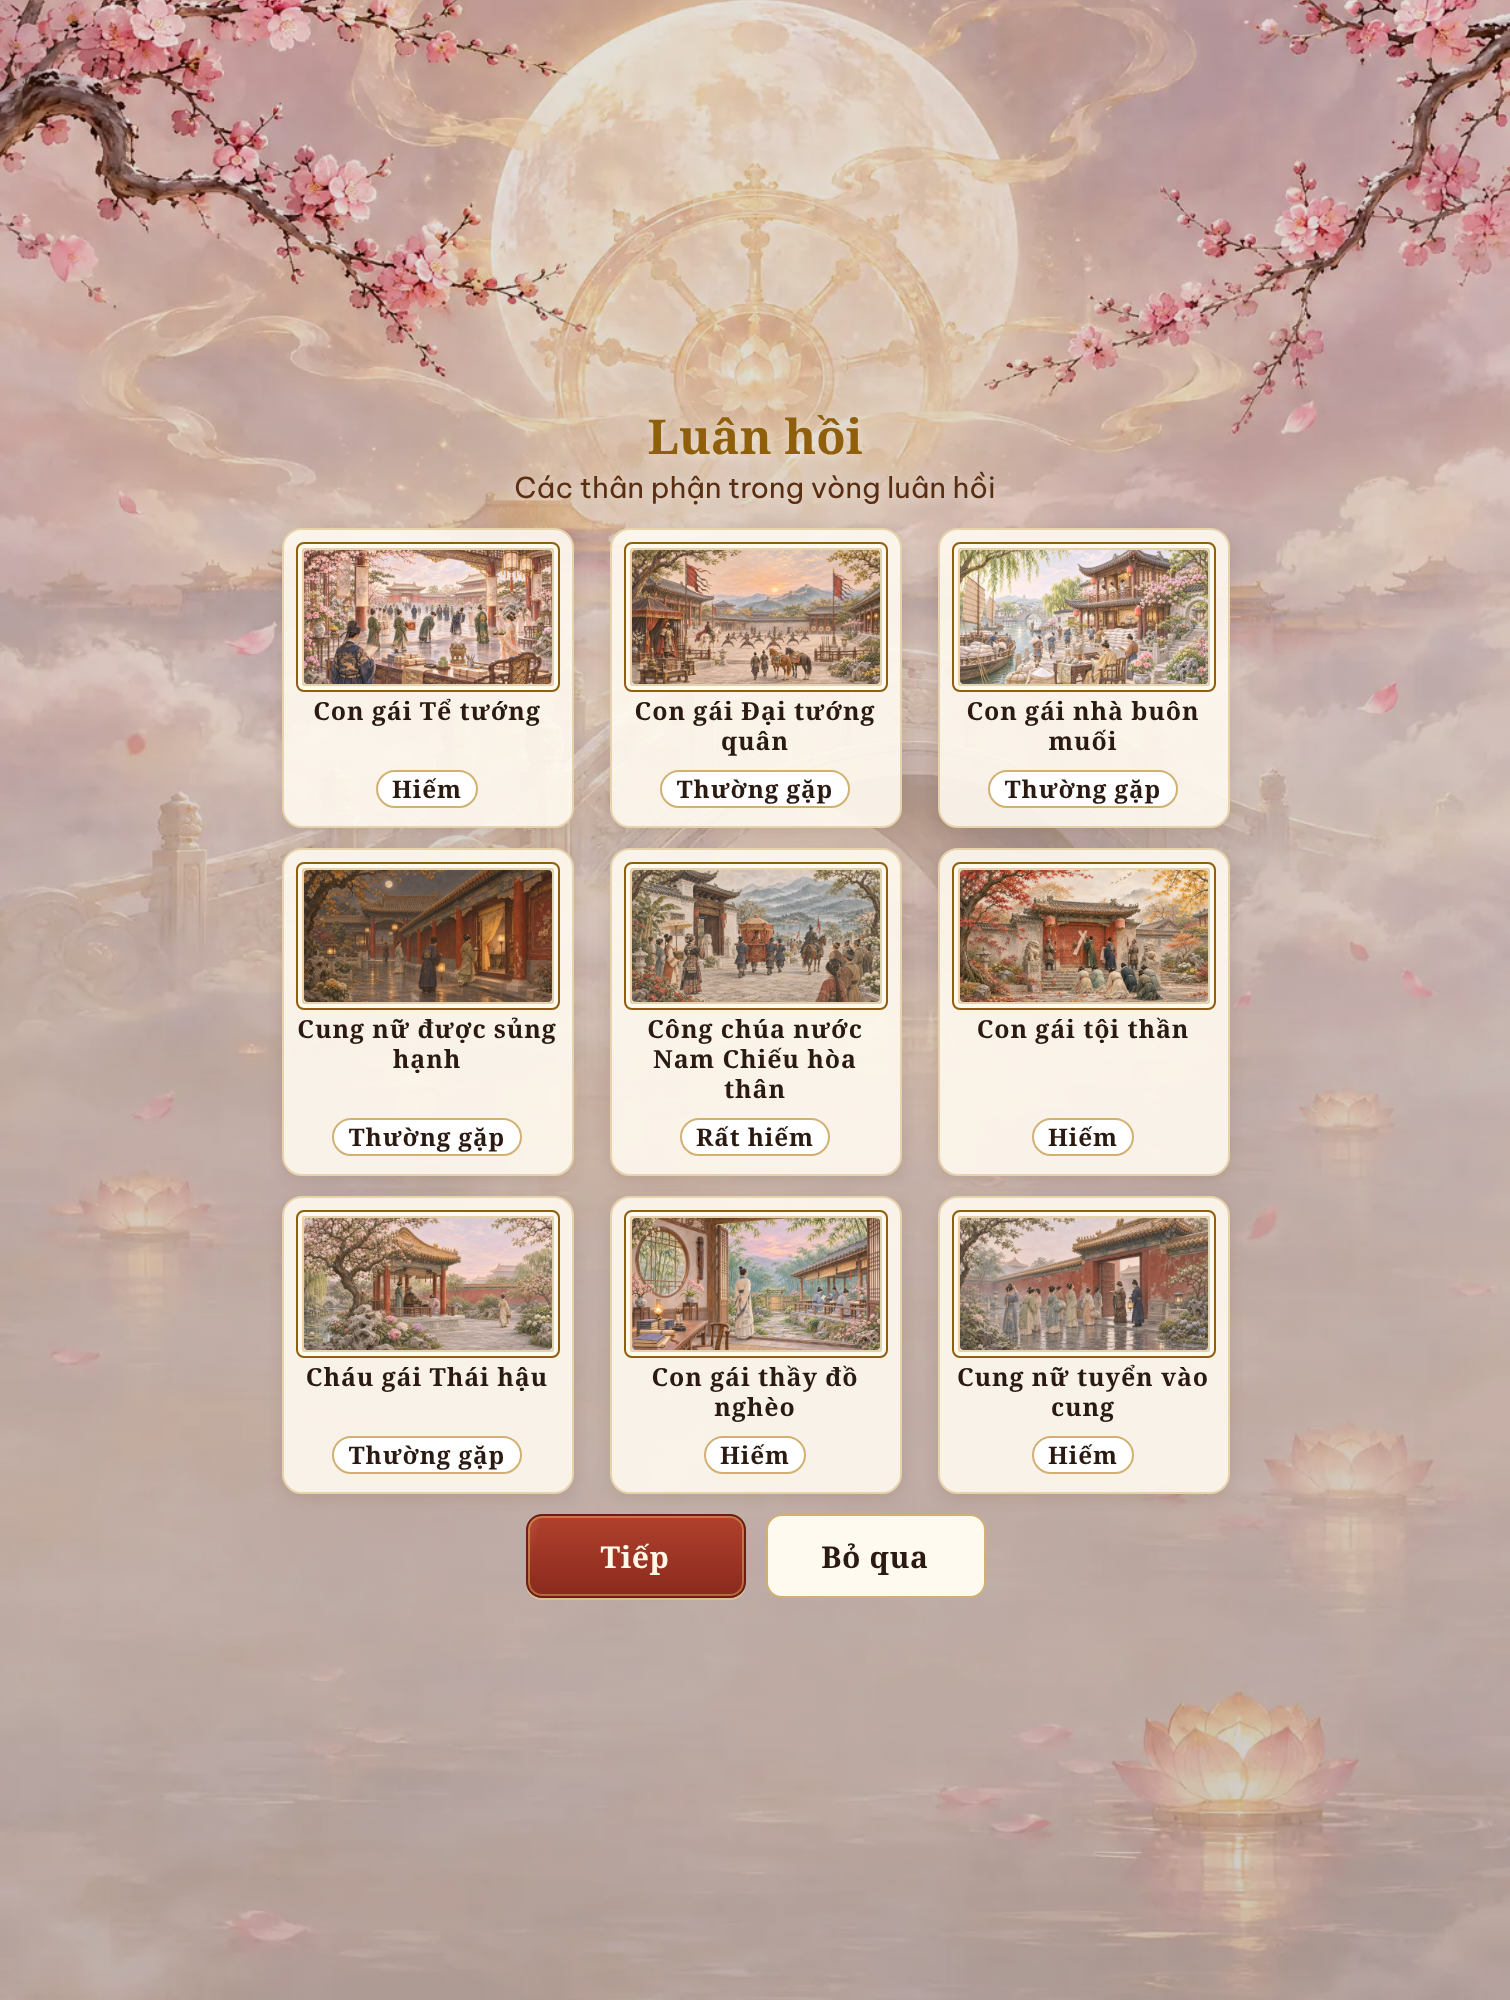 Luân hồi
Các thân phận trong vòng luân hồi
Con gái Tể tướng
Hiếm
Con gái Đại tướng
quân
Thường gặp
Con gái nhà buôn
muối
Thường gặp
Cung nữ được sủng
hạnh
Thường gặp
Công chúa nước
Nam Chiếu hòa
thân
Rất hiếm
Con gái tội thần
Hiếm
Cháu gái Thái hậu
Thường gặp
Con gái thầy đồ
nghèo
Hiếm
Cung nữ tuyển vào
cung
Hiếm
Tiếp
Bỏ qua